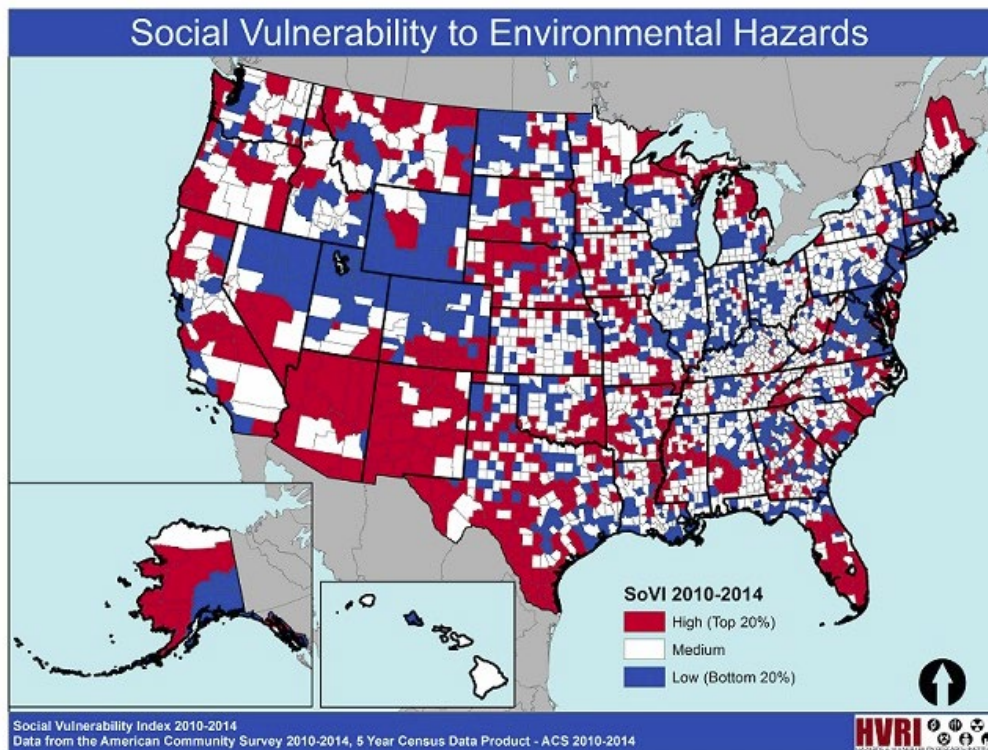 Social Vulnerability to Environmental Hazards
SoVI 2010-2014
High (Top 20%)
Medium
Low (Bottom 20%)
Social Vulnerability Index 2010-2014
Data from the American Community Survey 2010-2014, 5 Year Census Data Product - ACS 2010-2014
HVRI